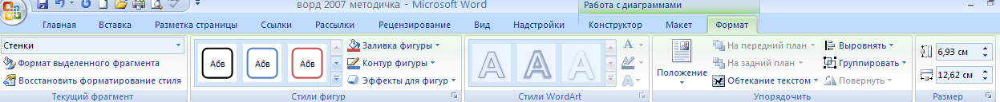 ворд 2007 методичка - Microsoft Word
Работа с диаграммами
Главная Вставка Разметка страницы Ссылки Рассылки Рецензирование Вид Надстройки Конструктор Макет Формат
Стенки
Формат выделенного фрагмента
Восстановить форматирование стиля
Текущий фрагмент
Абв Абв Абв
Заливка фигуры
Контур фигуры
Эффекты для фигур
Стили фигур
А А А
А
А
Стили WordArt
Положение
На передний план
На задний план
Обтекание текстом
Выровнять
Группировать
Повернуть
Упорядочить
6,93 см
12,62 см
Размер